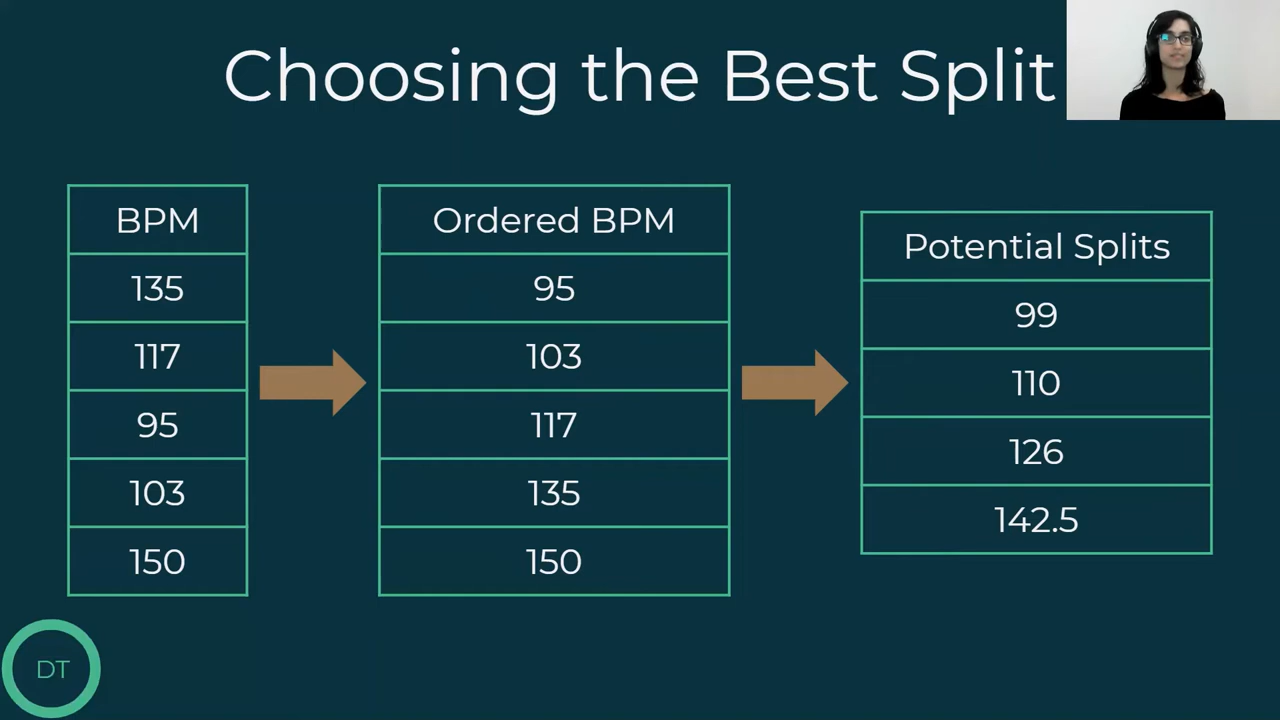 Choosing the Best Split
BPM
135
117
95
103
150
Ordered BPM
95
103
117
135
150
Potential Splits
99
110
126
142.5
DT